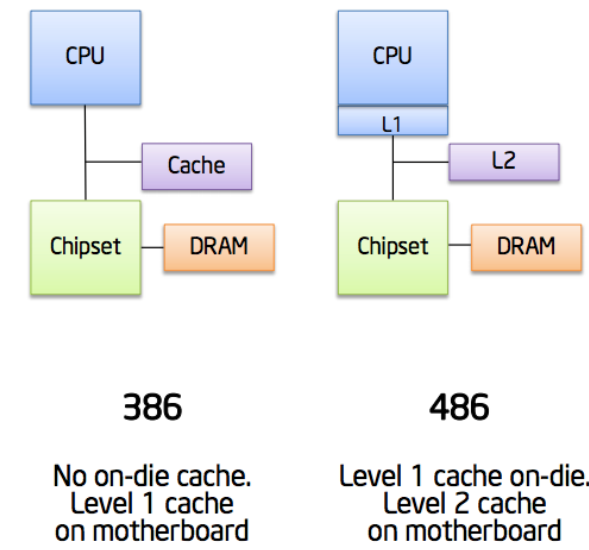 CPU
Cache
Chipset
DRAM
386
No on-die cache.
Level 1 cache
on motherboard
CPU
L1
L2
Chipset
DRAM
486
Level 1 cache on-die.
Level 2 cache
on motherboard